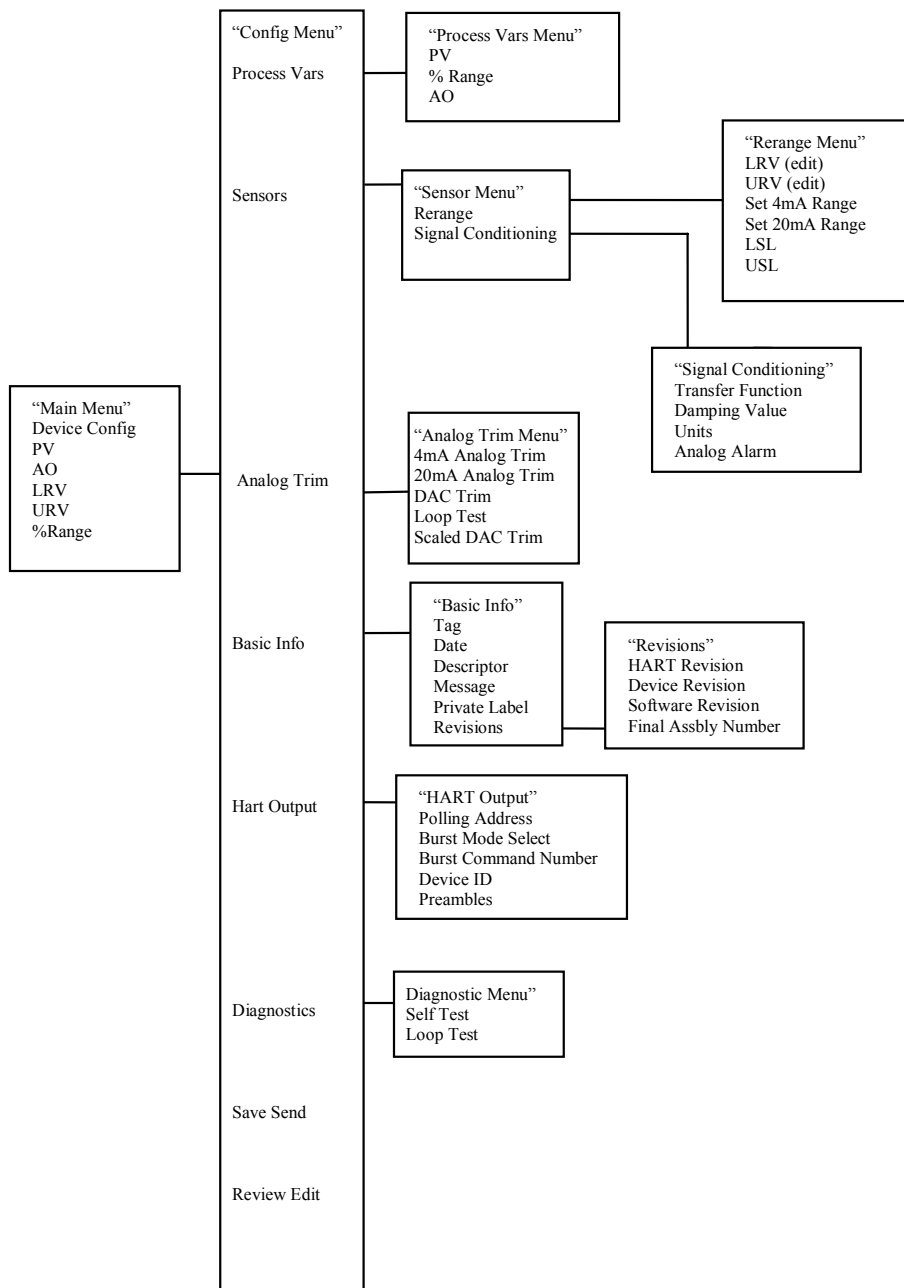 “Main Menu”
Device Config
PV
AO
LRV
URV
%Range
“Config Menu”
Process Vars
Sensors
Analog Trim
Basic Info
Hart Output
Diagnostics
Save Send
Review Edit
“Process Vars Menu”
PV
% Range
AO
“Sensor Menu”
Rerange
Signal Conditioning
“Rerange Menu”
LRV (edit)
URV (edit)
Set 4mA Range
Set 20mA Range
LSL
USL
“Signal Conditioning”
Transfer Function
Damping Value
Units
Analog Alarm
“Analog Trim Menu”
4mA Analog Trim
20mA Analog Trim
DAC Trim
Loop Test
Scaled DAC Trim
“Basic Info”
Tag
Date
Descriptor
Message
Private Label
Revisions
“Revisions”
HART Revision
Device Revision
Software Revision
Final Assbly Number
“HART Output”
Polling Address
Burst Mode Select
Burst Command Number
Device ID
Preambles
Diagnostic Menu”
Self Test
Loop Test